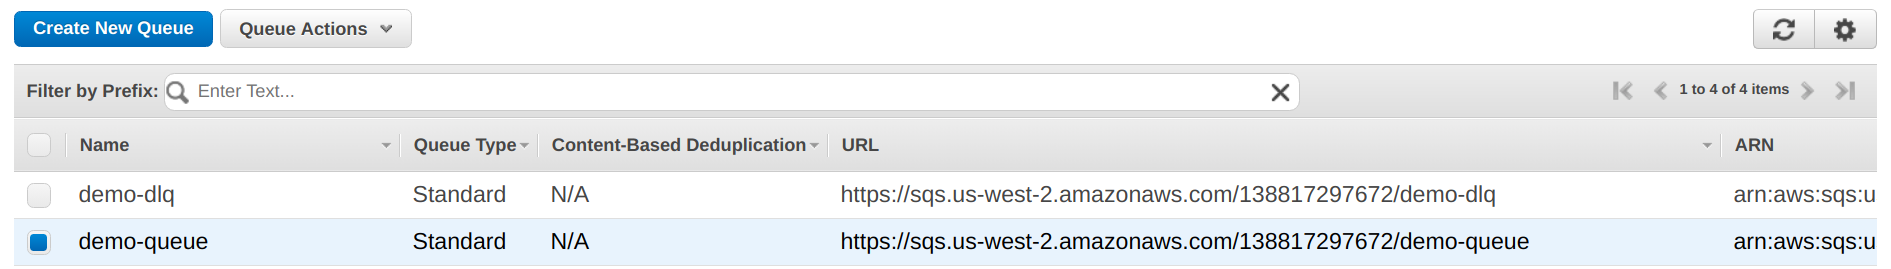 Create New Queue Queue Actions
Filter by Prefix: Enter Text... 1 to 4 of 4 items
Name Queue Type Content-Based Deduplication URL ARN
demo-dlq Standard N/A https://sqs.us-west-2.amazonaws.com/138817297672/demo-dlq arn:aws:sqs:u
demo-queue Standard N/A https://sqs.us-west-2.amazonaws.com/138817297672/demo-queue arn:aws:sqs:u